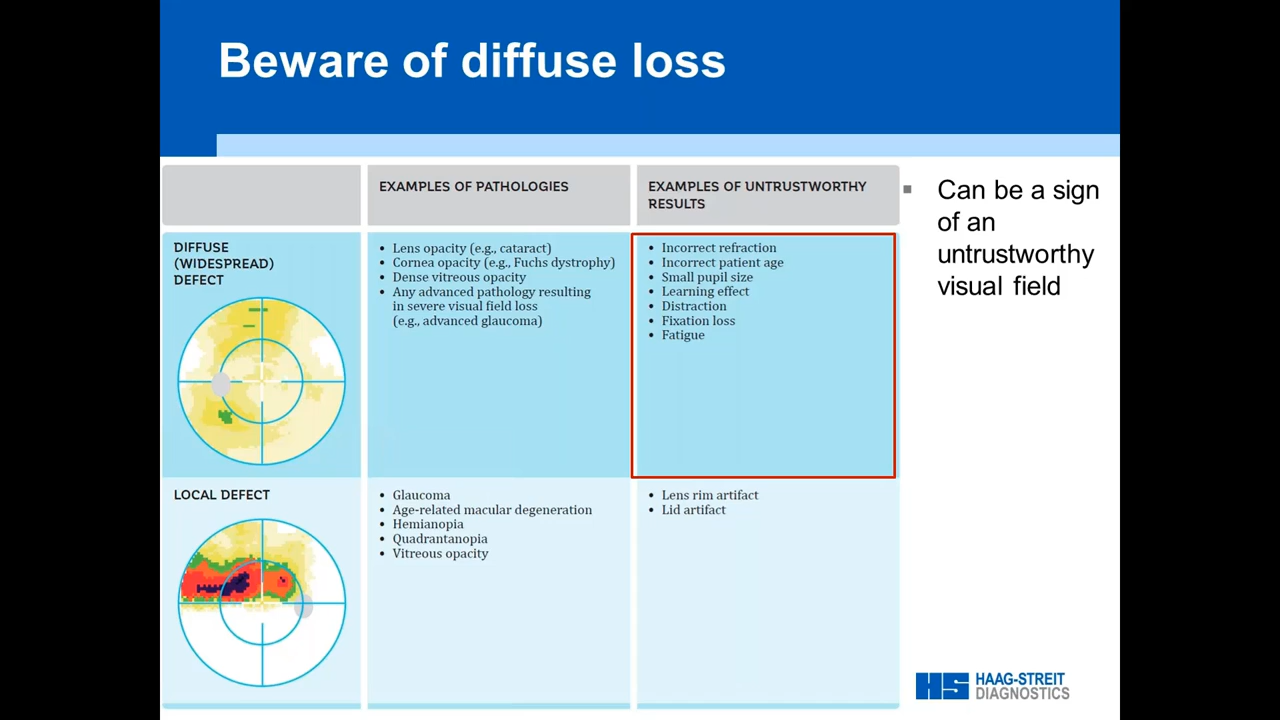 Beware of diffuse loss
EXAMPLES OF PATHOLOGIES
EXAMPLES OF UNTRUSTWORTHY
RESULTS
DIFFUSE
(WIDESPREAD)
DEFECT
• Lens opacity (e.g., cataract)
• Cornea opacity (e.g., Fuchs dystrophy)
• Dense vitreous opacity
• Any advanced pathology resulting
in severe visual field loss
(e.g., advanced glaucoma)
• Incorrect refraction
• Incorrect patient age
• Small pupil size
• Learning effect
• Distraction
• Fixation loss
• Fatigue
LOCAL DEFECT
• Glaucoma
• Age-related macular degeneration
• Hemianopia
• Quadrantanopia
• Vitreous opacity
• Lens rim artifact
• Lid artifact
▪ Can be a sign
of an
untrustworthy
visual field
HS HAAG-STREIT
DIAGNOSTICS